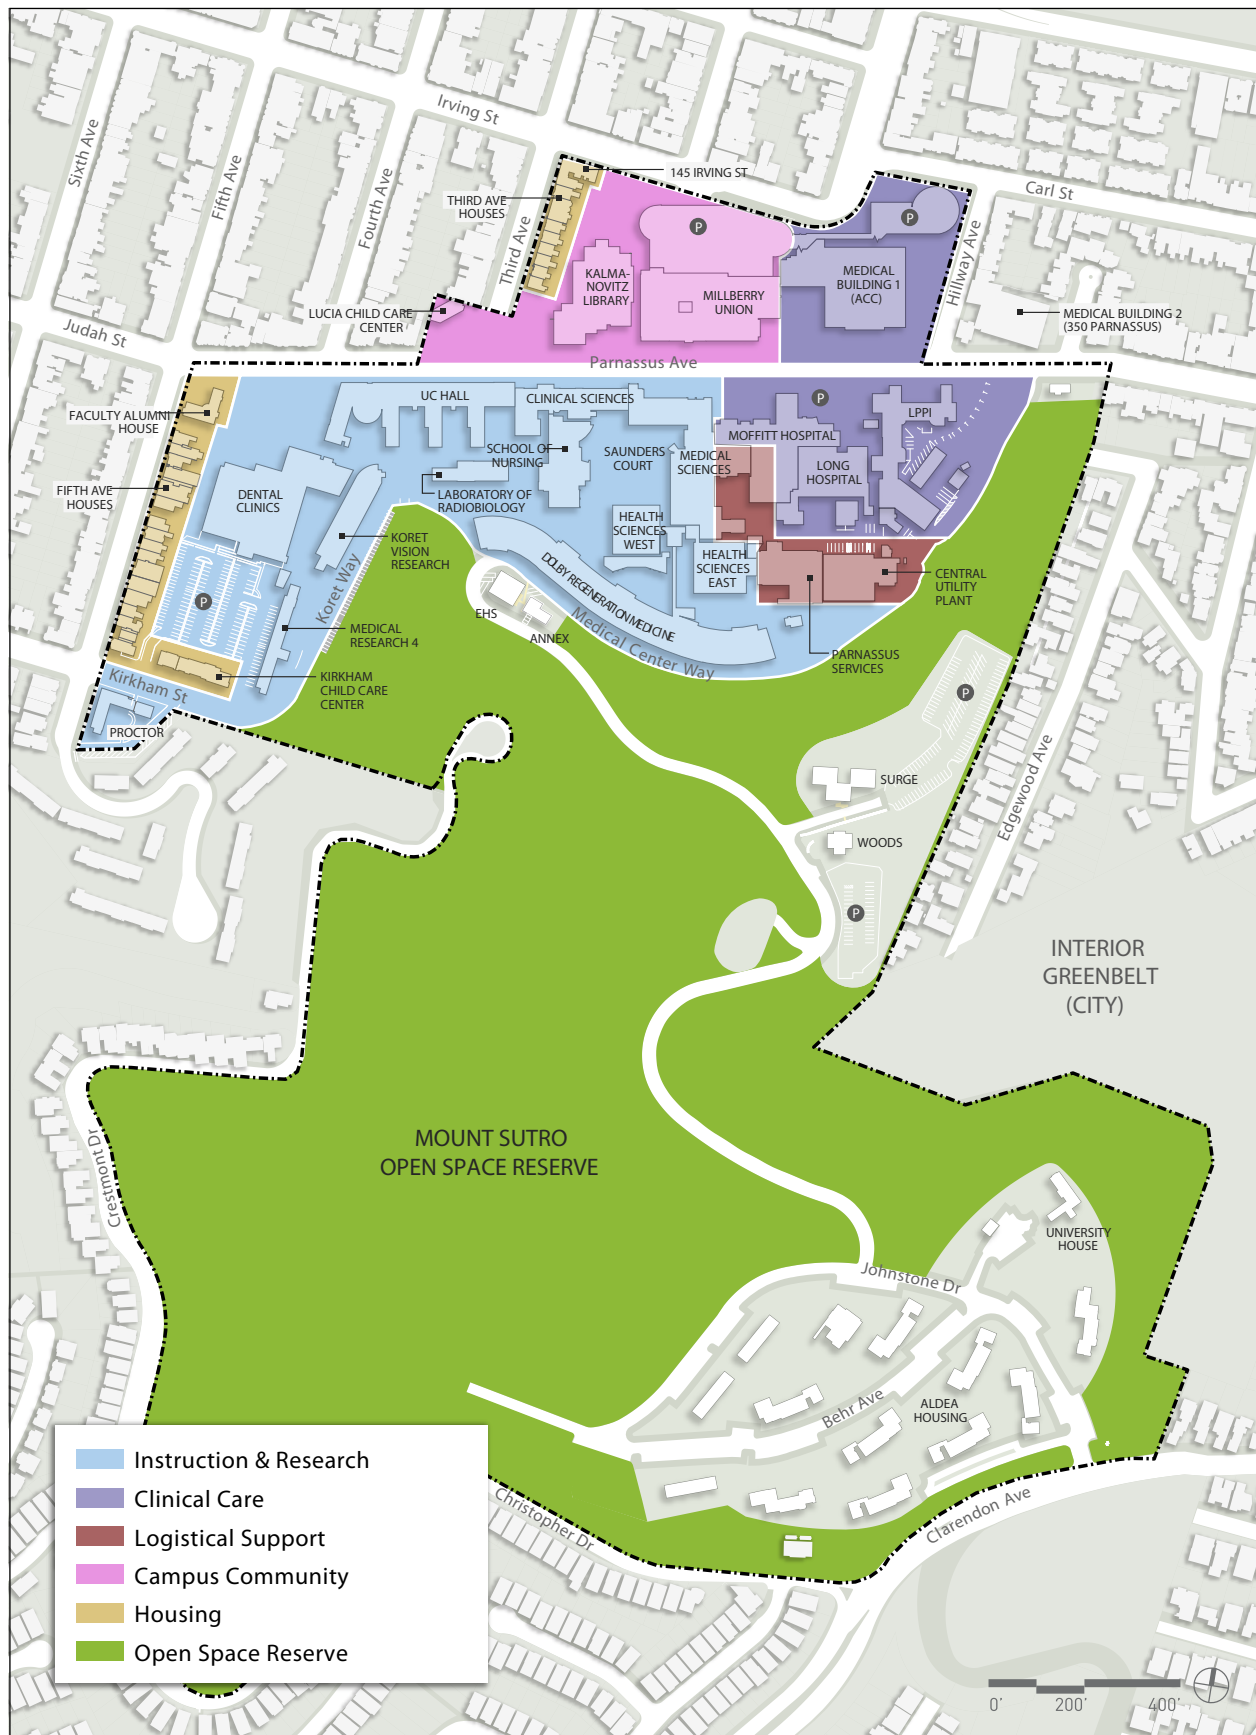 Irving St
Sixth Ave
Fifth Ave
Fourth Ave
Third Ave
145 IRVING ST
THIRD AVE
HOUSES
Carl St
P
P
Hillway Ave
KALMA-
NOVITZ
LIBRARY
MILLBERRY
UNION
MEDICAL
BUILDING 1
(ACC)
LUCIA CHILD CARE
CENTER
MEDICAL BUILDING 2
(350 PARNASSUS)
Judah St
Parnassus Ave
FACULTY ALUMNI
HOUSE
UC HALL
CLINICAL SCIENCES
P
LPPI
MOFFITT HOSPITAL
SCHOOL OF
NURSING
SAUNDERS
COURT
MEDICAL
SCIENCES
LONG
HOSPITAL
FIFTH AVE
HOUSES
DENTAL
CLINICS
LABORATORY OF
RADIOBIOLOGY
HEALTH
SCIENCES
WEST
KORET
VISION
RESEARCH
HEALTH
SCIENCES
EAST
CENTRAL
UTILITY
PLANT
Koret Way
DOLBY REGENERATION MEDICINE
P
EHS
ANNEX
Medical Center Way
MEDICAL
RESEARCH 4
PARNASSUS
SERVICES
KIRKHAM
CHILD CARE
CENTER
Kirkham St
PROCTOR
P
SURGE
Edgewood Ave
WOODS
P
INTERIOR
GREENBELT
(CITY)
MOUNT SUTRO
OPEN SPACE RESERVE
Crestmont Dr
UNIVERSITY
HOUSE
Johnstone Dr
Behr Ave
ALDEA
HOUSING
Christopher Dr
Clarendon Ave
Instruction & Research
Clinical Care
Logistical Support
Campus Community
Housing
Open Space Reserve
0' 200' 400'